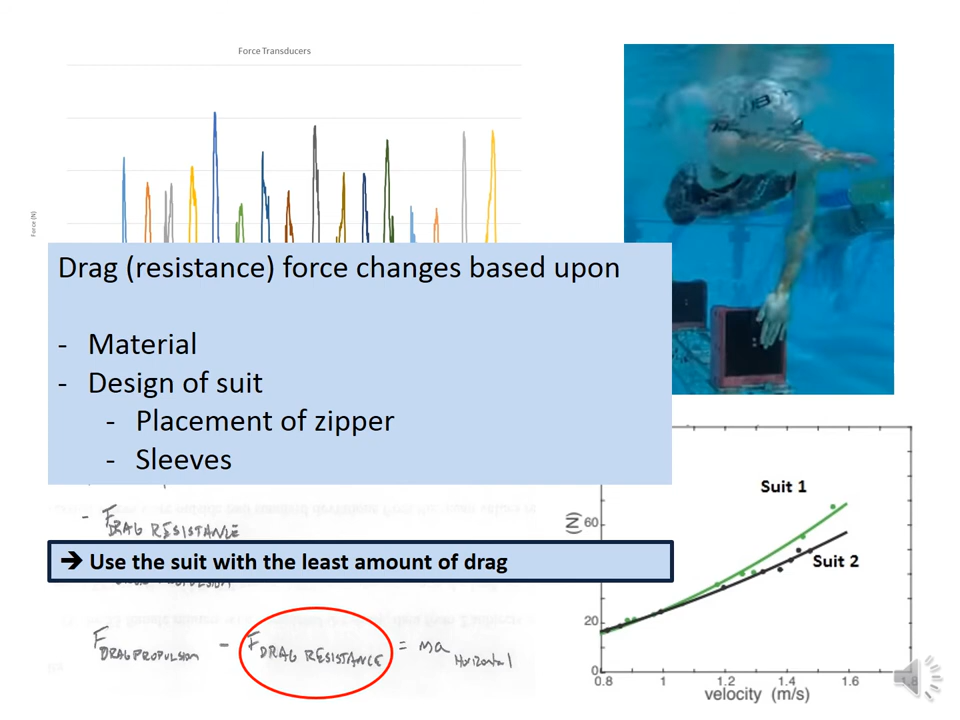 Force Transducers
Force (N)
Drag (resistance) force changes based upon
- Material
- Design of suit
- Placement of zipper
- Sleeves
- F DRAG RESISTANCE
➔ Use the suit with the least amount of drag
F DRAG PROPULSION - F DRAG RESISTANCE = ma Horizontal
Suit 1
(N)
60
Suit 2
20
0
0.8 1 1.2 1.4 1.6 1.8
velocity (m/s)